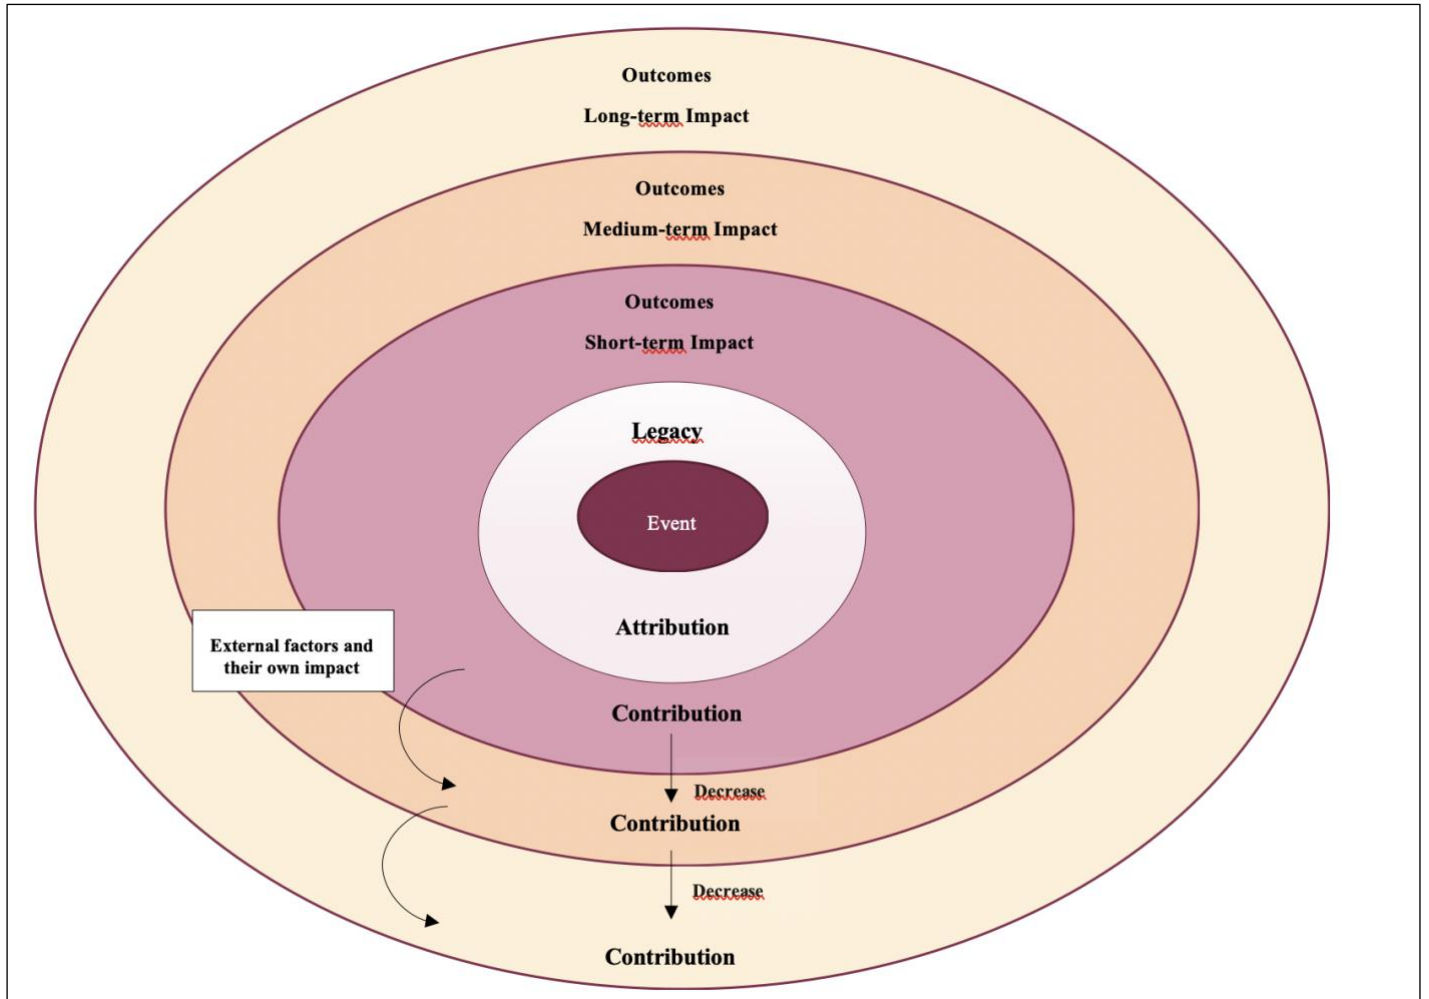 Outcomes
Long-term Impact
Outcomes
Medium-term Impact
Outcomes
Short-term Impact
Legacy
Event
Attribution
External factors and
their own impact
Contribution
Decrease
Contribution
Decrease
Contribution